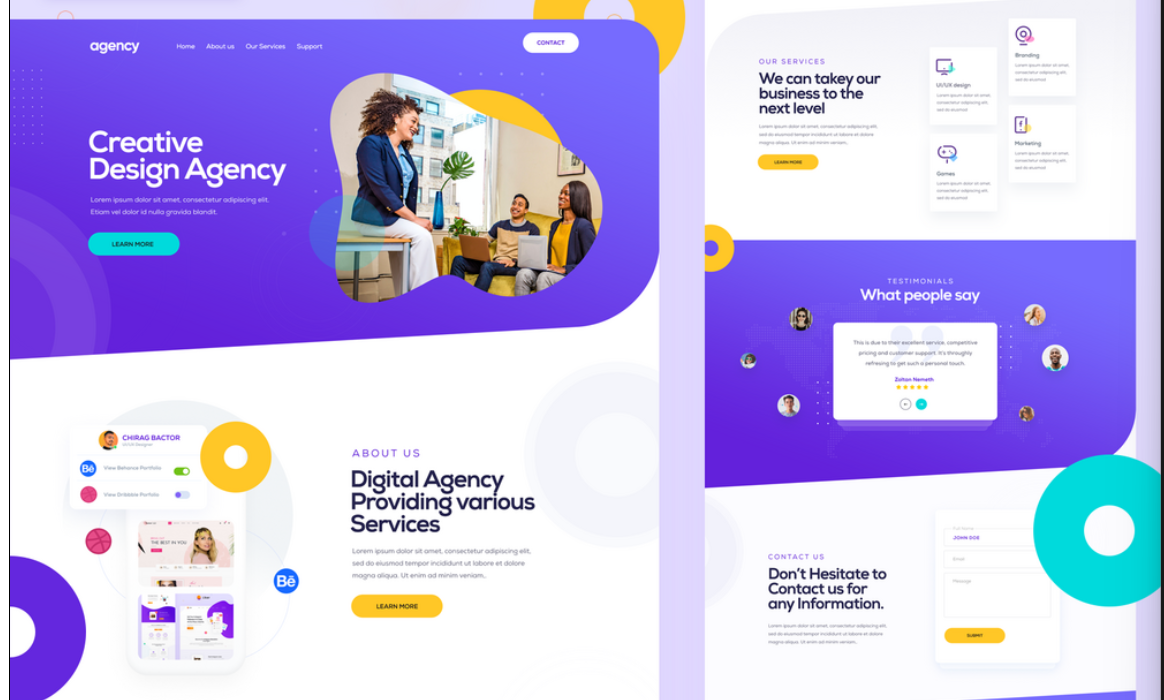 agency
Home About us Our Services Support
CONTACT
Creative
Design Agency
Lorem ipsum dolor sit amet, consectetur adipiscing elit.
Etiam vel dolor id nulla gravida blandit.
LEARN MORE
CHIRAG BACTOR
UI/UX Designer
View Behance Portfolio
View Dribbble Portfolio
Bē
Bē
THE BEST IN YOU
ABOUT US
Digital Agency
Providing various
Services
Lorem ipsum dolor sit amet, consectetur adipiscing elit,
sed do eiusmod tempor incididunt ut labore et dolore
magna aliqua. Ut enim ad minim veniam,.
LEARN MORE
OUR SERVICES
We can takey our
business to the
next level
Lorem ipsum dolor sit amet, consectetur adipiscing elit,
sed do eiusmod tempor incididunt ut labore et dolore
magna aliqua. Ut enim ad minim veniam,.
LEARN MORE
UI/UX design
Lorem ipsum dolor sit amet,
consectetur adipiscing elit,
sed do eiusmod
Games
Lorem ipsum dolor sit amet,
consectetur adipiscing elit,
sed do eiusmod
Branding
Lorem ipsum dolor sit amet,
consectetur adipiscing elit,
sed do eiusmod
Marketing
Lorem ipsum dolor sit amet,
consectetur adipiscing elit,
sed do eiusmod
TESTIMONIALS
What people say
This is due to their excellent service, competitive
pricing and customer support. It's throughly
refresing to get such a personal touch.
Zoltan Nemeth
CONTACT US
Don't Hesitate to
Contact us for
any Information.
Lorem ipsum dolor sit amet, consectetur adipiscing elit,
sed do eiusmod tempor incididunt ut labore et dolore
magna aliqua. Ut enim ad minim veniam,.
Full Name
JOHN DOE
Email
Message
SUBMIT